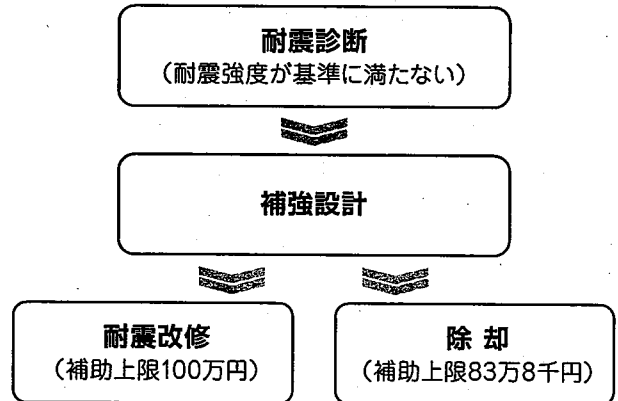 耐震診断
（耐震強度が基準に満たない）
補強設計
耐震改修
（補助上限100万円）
除却
（補助上限83万8千円）